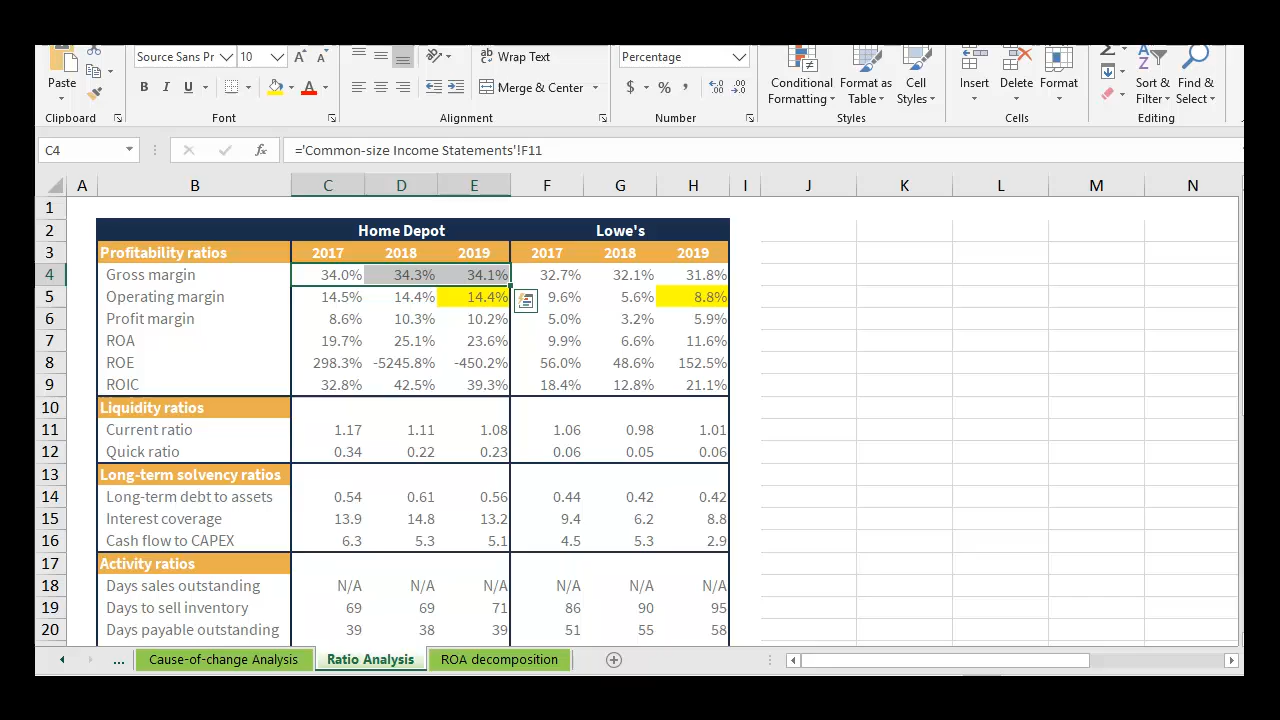 Source Sans Pr 10 Wrap Text Percentage
Paste B I U A Merge & Center $ % , Conditional Formatting Format as Table Cell Styles Insert Delete Format Sort & Filter Find & Select
Clipboard Font Alignment Number Styles Cells Editing
C4 fx ='Common-size Income Statements'!F11
A B C D E F G H I J K L M N
1
2 Home Depot Lowe's
3 Profitability ratios 2017 2018 2019 2017 2018 2019
4 Gross margin 34.0% 34.3% 34.1% 32.7% 32.1% 31.8%
5 Operating margin 14.5% 14.4% 14.4% 9.6% 5.6% 8.8%
6 Profit margin 8.6% 10.3% 10.2% 5.0% 3.2% 5.9%
7 ROA 19.7% 25.1% 23.6% 9.9% 6.6% 11.6%
8 ROE 298.3% -5245.8% -450.2% 56.0% 48.6% 152.5%
9 ROIC 32.8% 42.5% 39.3% 18.4% 12.8% 21.1%
10 Liquidity ratios
11 Current ratio 1.17 1.11 1.08 1.06 0.98 1.01
12 Quick ratio 0.34 0.22 0.23 0.06 0.05 0.06
13 Long-term solvency ratios
14 Long-term debt to assets 0.54 0.61 0.56 0.44 0.42 0.42
15 Interest coverage 13.9 14.8 13.2 9.4 6.2 8.8
16 Cash flow to CAPEX 6.3 5.3 5.1 4.5 5.3 2.9
17 Activity ratios
18 Days sales outstanding N/A N/A N/A N/A N/A N/A
19 Days to sell inventory 69 69 71 86 90 95
20 Days payable outstanding 39 38 39 51 55 58
... Cause-of-change Analysis Ratio Analysis ROA decomposition